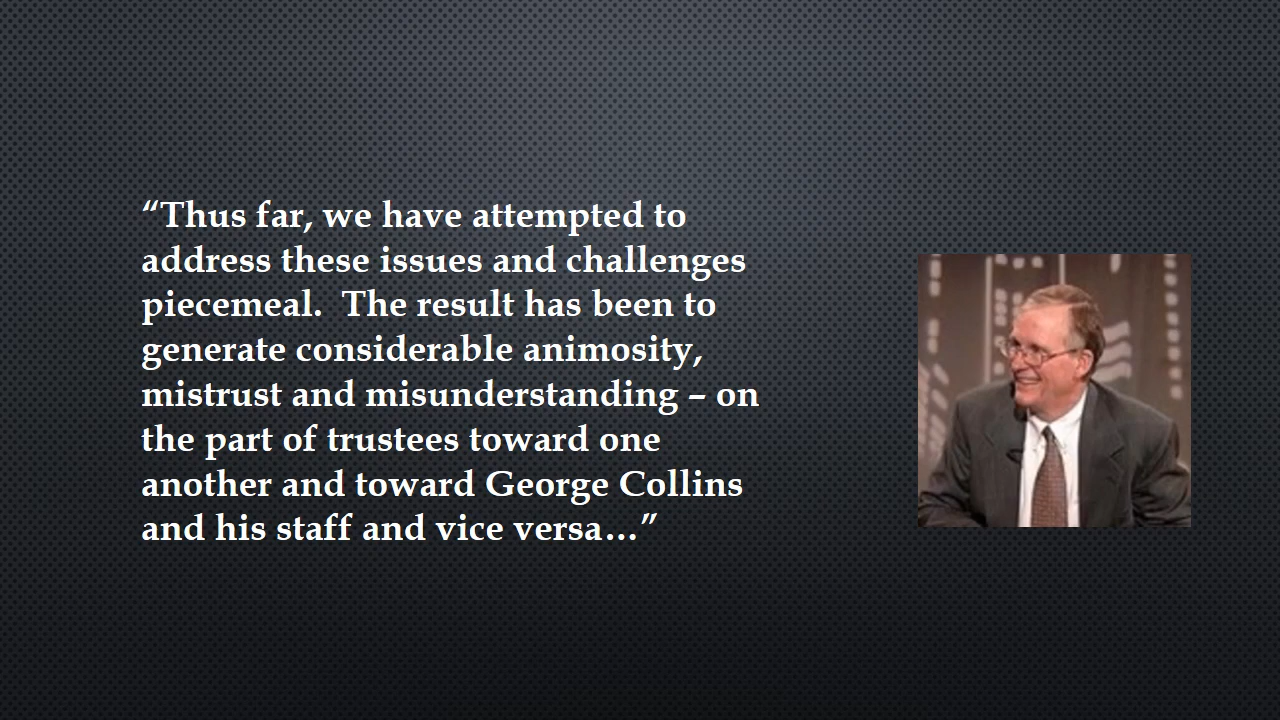 “Thus far, we have attempted to
address these issues and challenges
piecemeal.  The result has been to
generate considerable animosity,
mistrust and misunderstanding – on
the part of trustees toward one
another and toward George Collins
and his staff and vice versa…”